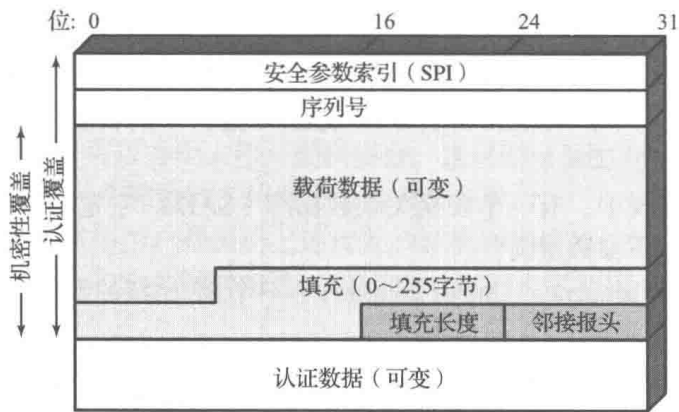 位: 0 16 24 31
安全参数索引（SPI）
序列号
载荷数据（可变）
填充（0～255字节）
填充长度 邻接报头
认证数据（可变）
机密性覆盖
认证覆盖